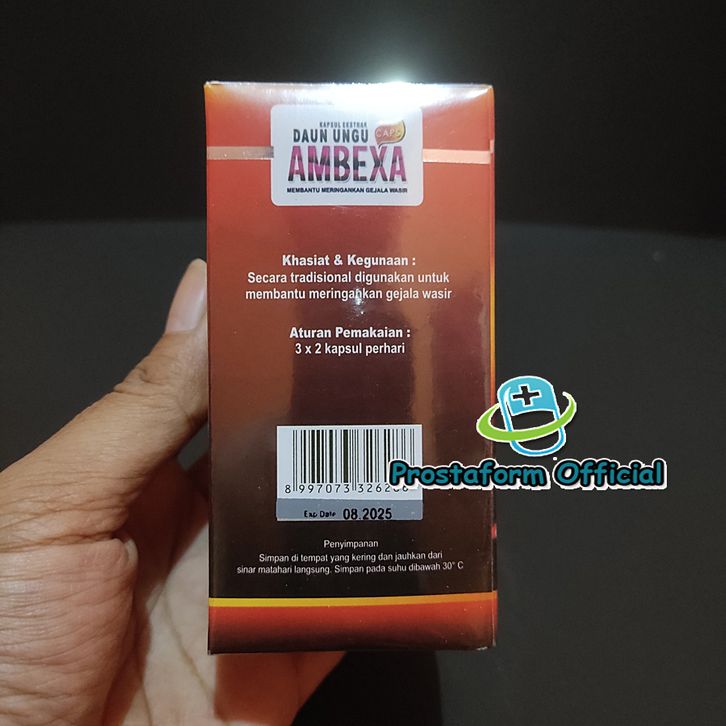 KAPSUL EKSTRAK
DAUN UNGU
CAPS
AMBEXA
MEMBANTU MERINGANKAN GEJALA WASIR
Khasiat & Kegunaan :
Secara tradisional digunakan untuk
membantu meringankan gejala wasir
Aturan Pemakaian :
3 x 2 kapsul perhari
Prostaform Official
8 997073
Exp Date 08.2025
Penyimpanan
Simpan di tempat yang kering dan jauhkan dari
sinar matahari langsung. Simpan pada suhu dibawah 30° C